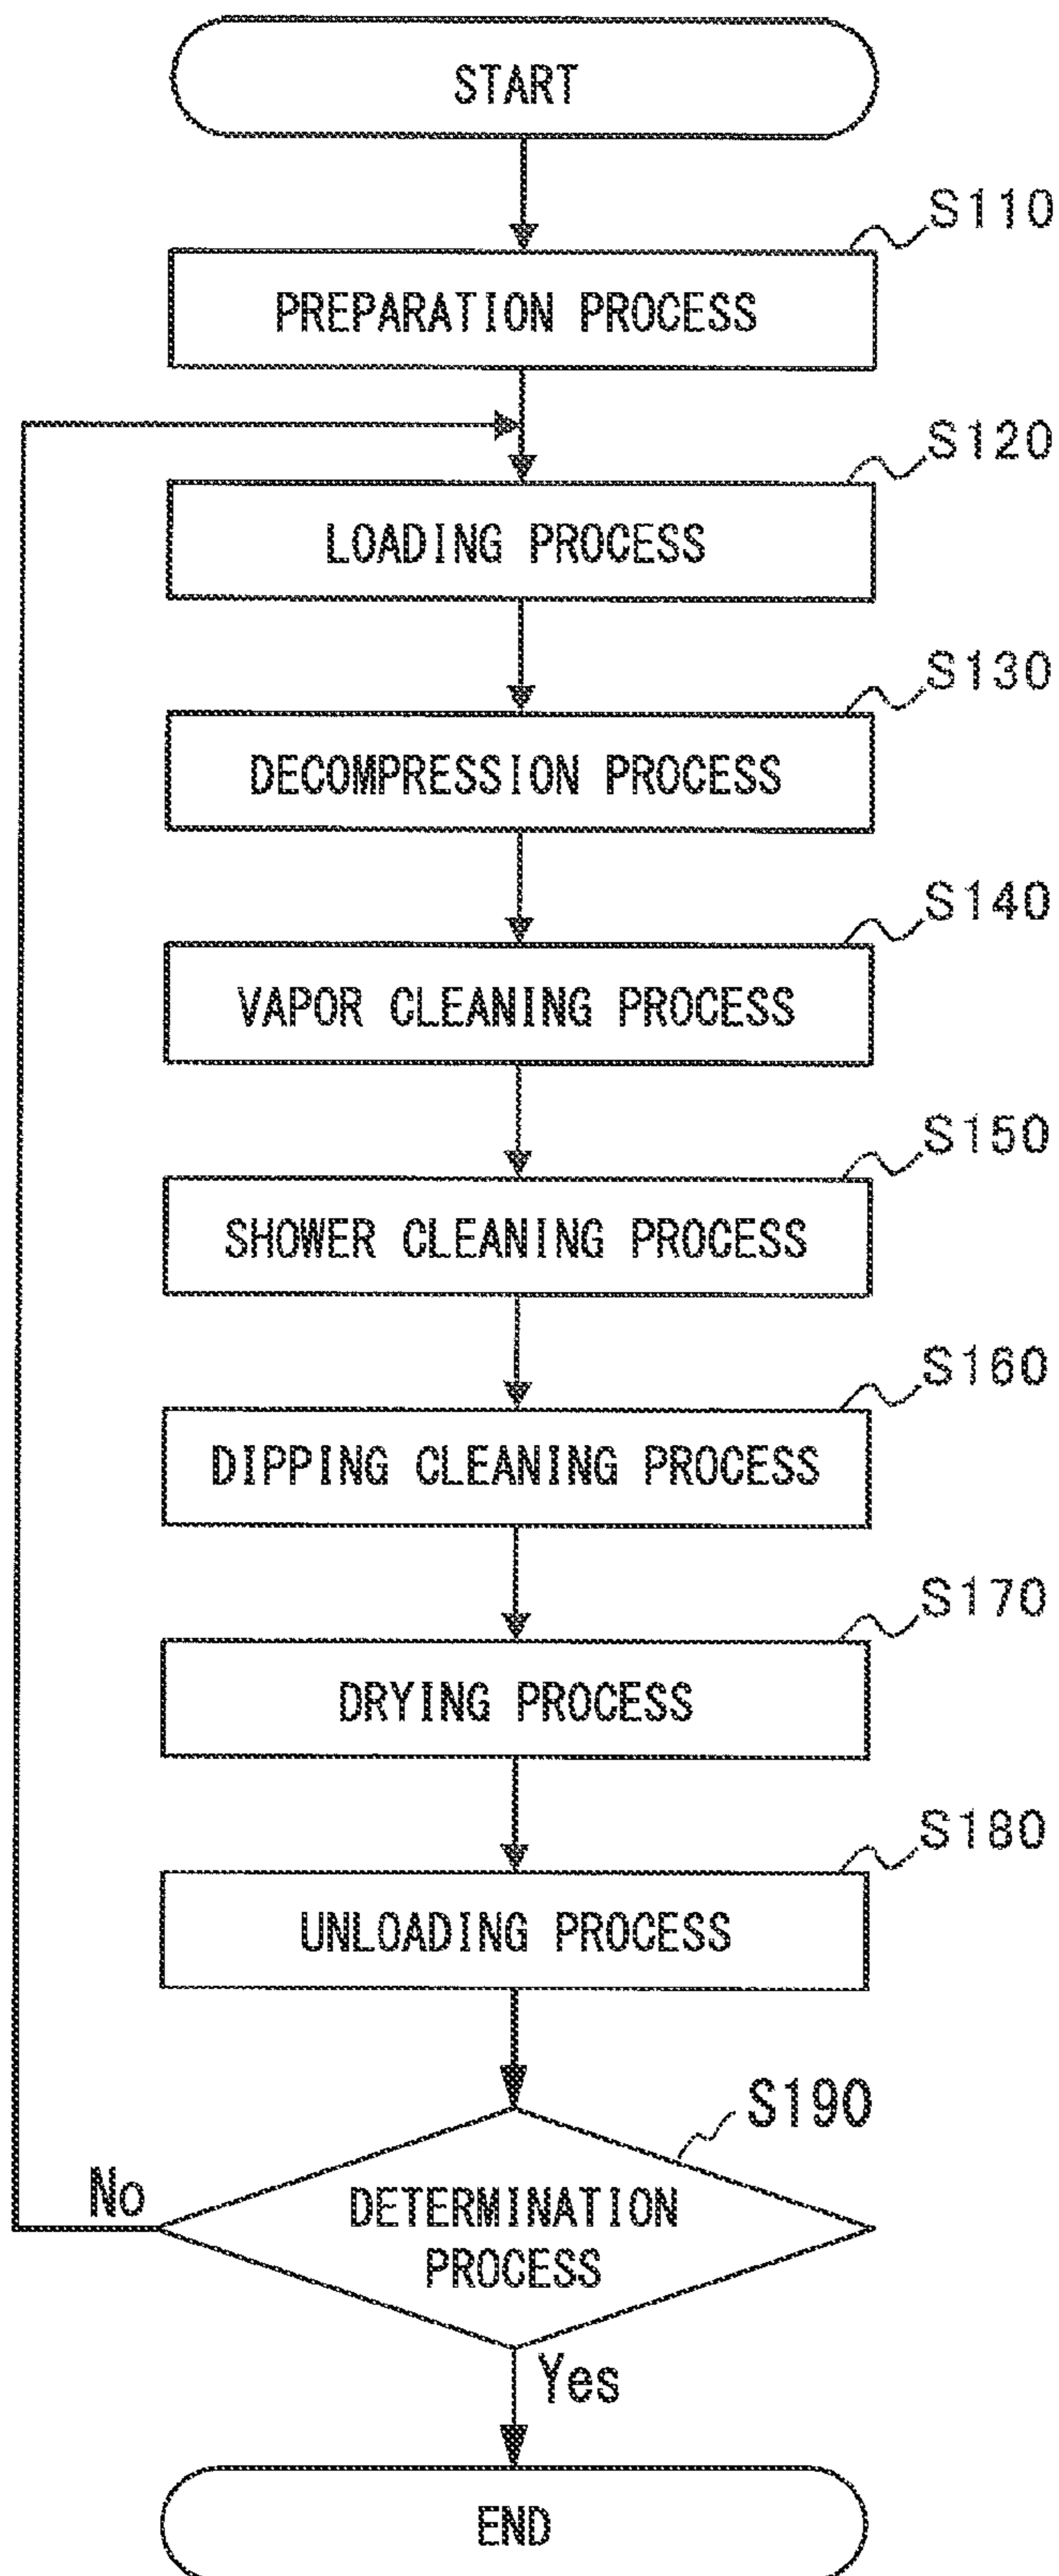 START
S110
PREPARATION PROCESS
S120
LOADING PROCESS
S130
DECOMPRESSION PROCESS
S140
VAPOR CLEANING PROCESS
S150
SHOWER CLEANING PROCESS
S160
DIPPING CLEANING PROCESS
S170
DRYING PROCESS
S180
UNLOADING PROCESS
S190
No
DETERMINATION
PROCESS
Yes
END